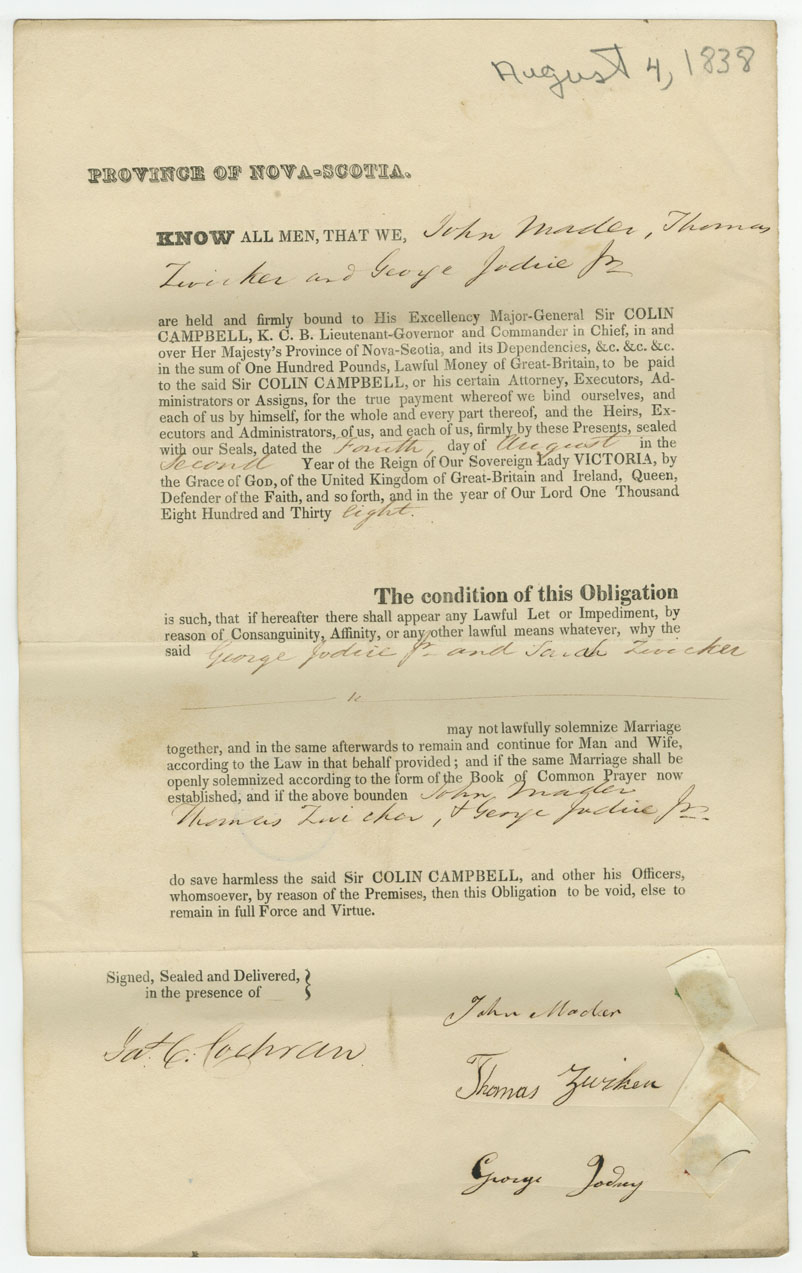 August 4, 1838
PROVINCE OF NOVA-SCOTIA.
KNOW ALL MEN, THAT WE, John Mader, Thomas
Zwicker and George Jodrie Jr.
are held and firmly bound to His Excellency Major-General Sir COLIN
CAMPBELL, K. C. B. Lieutenant-Governor and Commander in Chief, in and
over Her Majesty's Province of Nova-Scotia, and its Dependencies, &c. &c. &c.
in the sum of One Hundred Pounds, Lawful Money of Great-Britain, to be paid
to the said Sir COLIN CAMPBELL, or his certain Attorney, Executors, Ad-
ministrators or Assigns, for the true payment whereof we bind ourselves, and
each of us by himself, for the whole and every part thereof, and the Heirs, Ex-
ecutors and Administrators, of us, and each of us, firmly by these Presents, sealed
with our Seals, dated the Fourth, day of August in the
Second Year of the Reign of Our Sovereign Lady VICTORIA, by
the Grace of GOD, of the United Kingdom of Great-Britain and Ireland, Queen,
Defender of the Faith, and so forth, and in the year of Our Lord One Thousand
Eight Hundred and Thirty eight.
The condition of this Obligation
is such, that if hereafter there shall appear any Lawful Let or Impediment, by
reason of Consanguinity, Affinity, or any other lawful means whatever, why the
said George Jodrie Jr. and Sarah Zwicker
"
may not lawfully solemnize Marriage
together, and in the same afterwards to remain and continue for Man and Wife,
according to the Law in that behalf provided; and if the same Marriage shall be
openly solemnized according to the form of the Book of Common Prayer now
established, and if the above bounden John Mader
Thomas Zwicker, & George Jodrie Jr.
do save harmless the said Sir COLIN CAMPBELL, and other his Officers,
whomsoever, by reason of the Premises, then this Obligation to be void, else to
remain in full Force and Virtue.
Signed, Sealed and Delivered,
in the presence of
Jas. C. Cochran
John Mader
Thomas Zwicker
George Jodrey